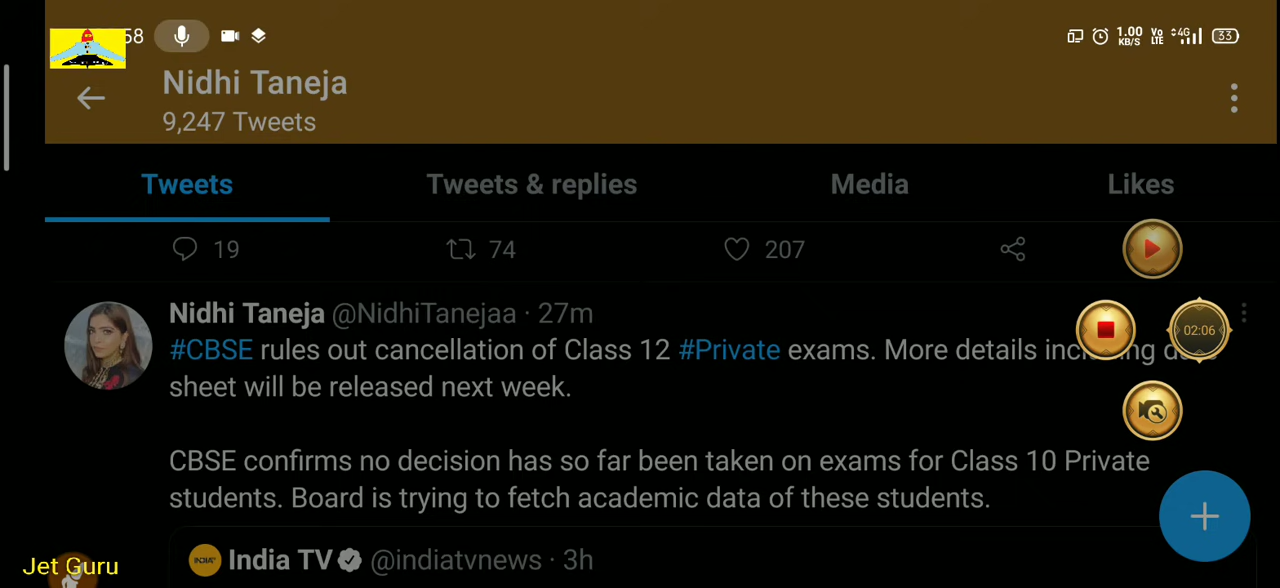 58
1.00
KB/S
Vo
LTE
4G
33
Nidhi Taneja
9,247 Tweets
Tweets
Tweets & replies
Media
Likes
19
74
207
Nidhi Taneja @NidhiTanejaa · 27m
02:06
#CBSE rules out cancellation of Class 12 #Private exams. More details
sheet will be released next week.
CBSE confirms no decision has so far been taken on exams for Class 10 Private
students. Board is trying to fetch academic data of these students.
India TV @indiatvnews · 3h
Jet Guru